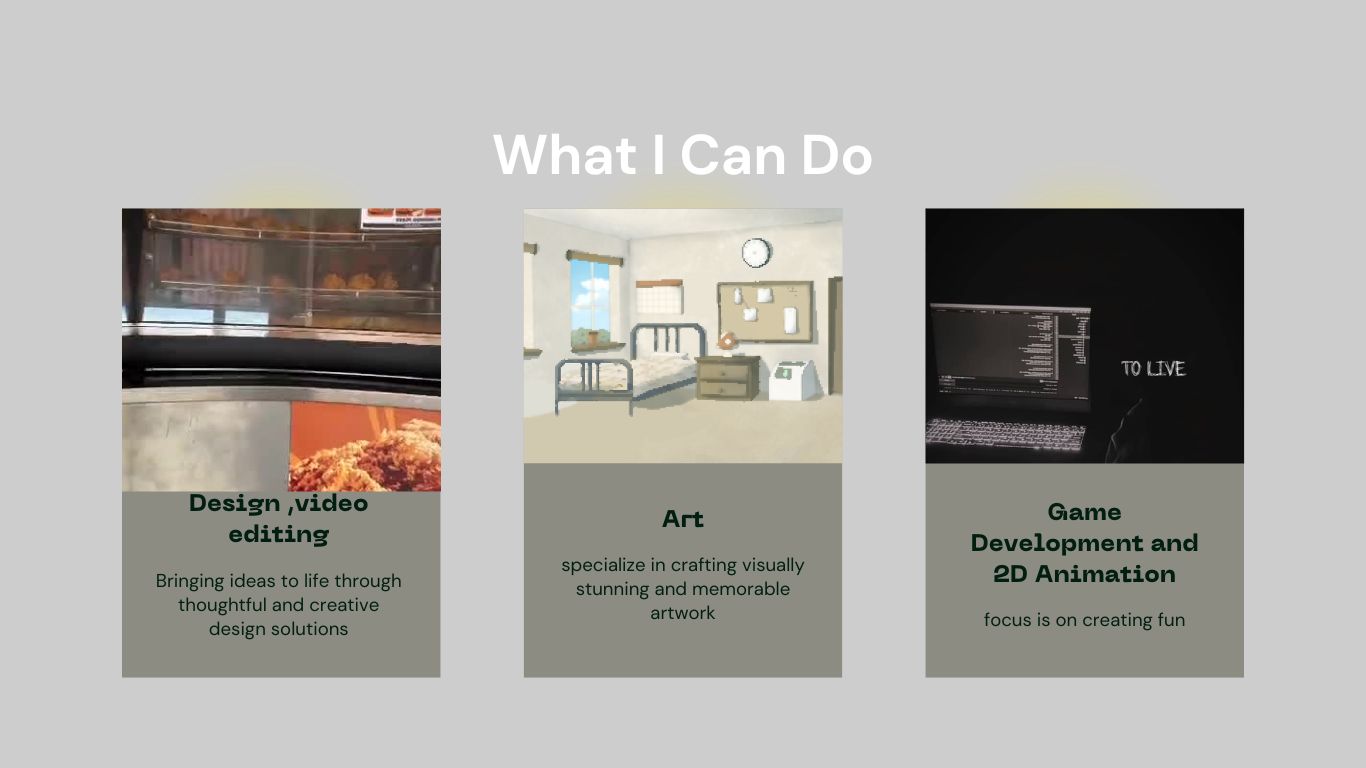 What I Can Do
TO LIVE
Design ,video
editing
Bringing ideas to life through
thoughtful and creative
design solutions
Art
specialize in crafting visually
stunning and memorable
artwork
Game
Development and
2D Animation
focus is on creating fun